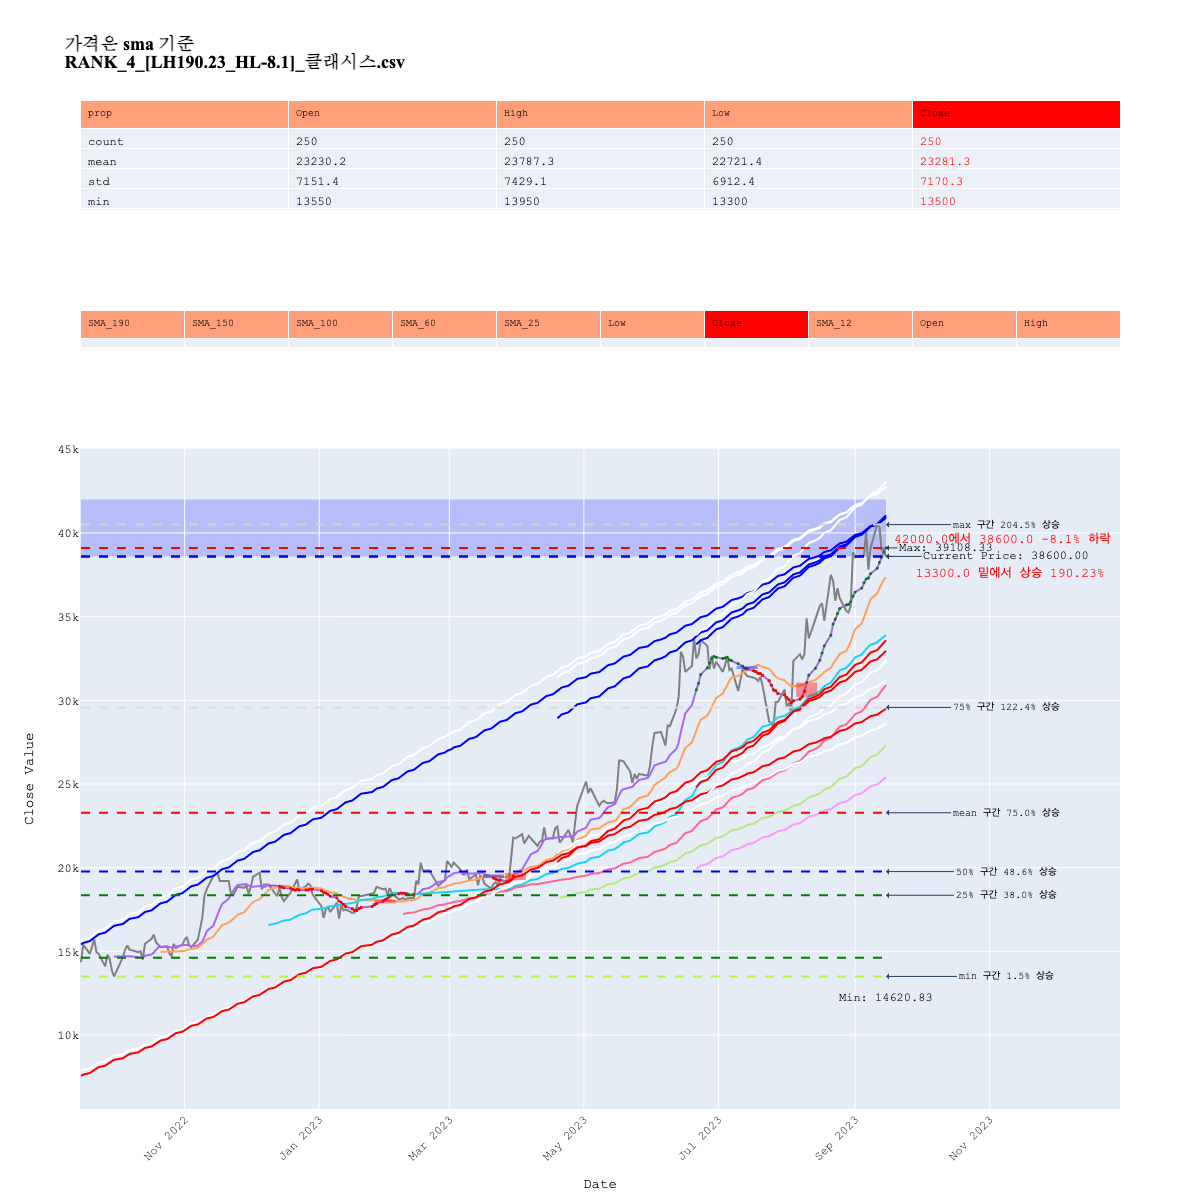 가격은 sma 기준
RANK_4_[LH190.23_HL-8.1]_클래시스.csv
prop Open High Low Close
count 250 250 250 250
mean 23230.2 23787.3 22721.4 23281.3
std 7151.4 7429.1 6912.4 7170.3
min 13550 13950 13300 13500
SMA_190 SMA_150 SMA_100 SMA_60 SMA_25 Low Close SMA_12 Open High
45k
40k
35k
30k
25k
20k
15k
10k
Close Value
max 구간 204.5% 상승
42000.0에서 38600.0 -8.1% 하락
Max: 39108.33
Current Price: 38600.00
13300.0 밑에서 상승 190.23%
75% 구간 122.4% 상승
mean 구간 75.0% 상승
50% 구간 48.6% 상승
25% 구간 38.0% 상승
min 구간 1.5% 상승
Min: 14620.83
Nov 2022
Jan 2023
Mar 2023
May 2023
Jul 2023
Sep 2023
Nov 2023
Date